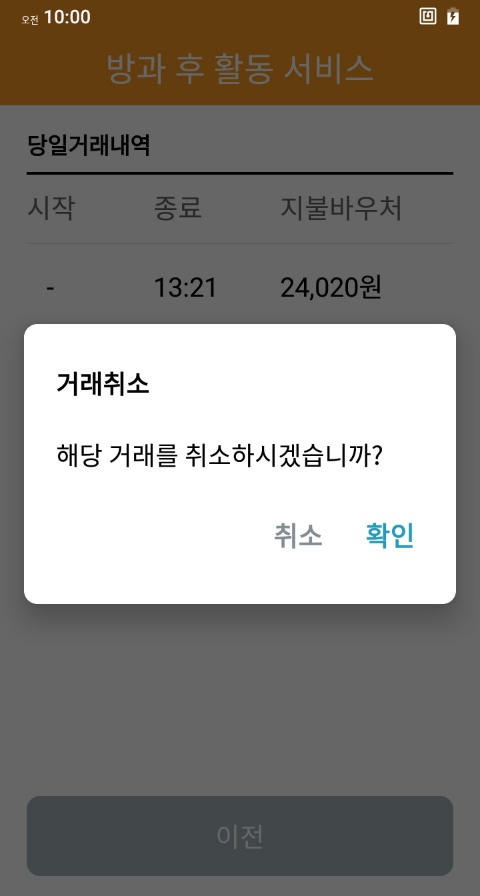 오전 10:00
방과 후 활동 서비스
당일거래내역
시작 종료 지불바우처
- 13:21 24,020원
거래취소
해당 거래를 취소하시겠습니까?
취소 확인
이전